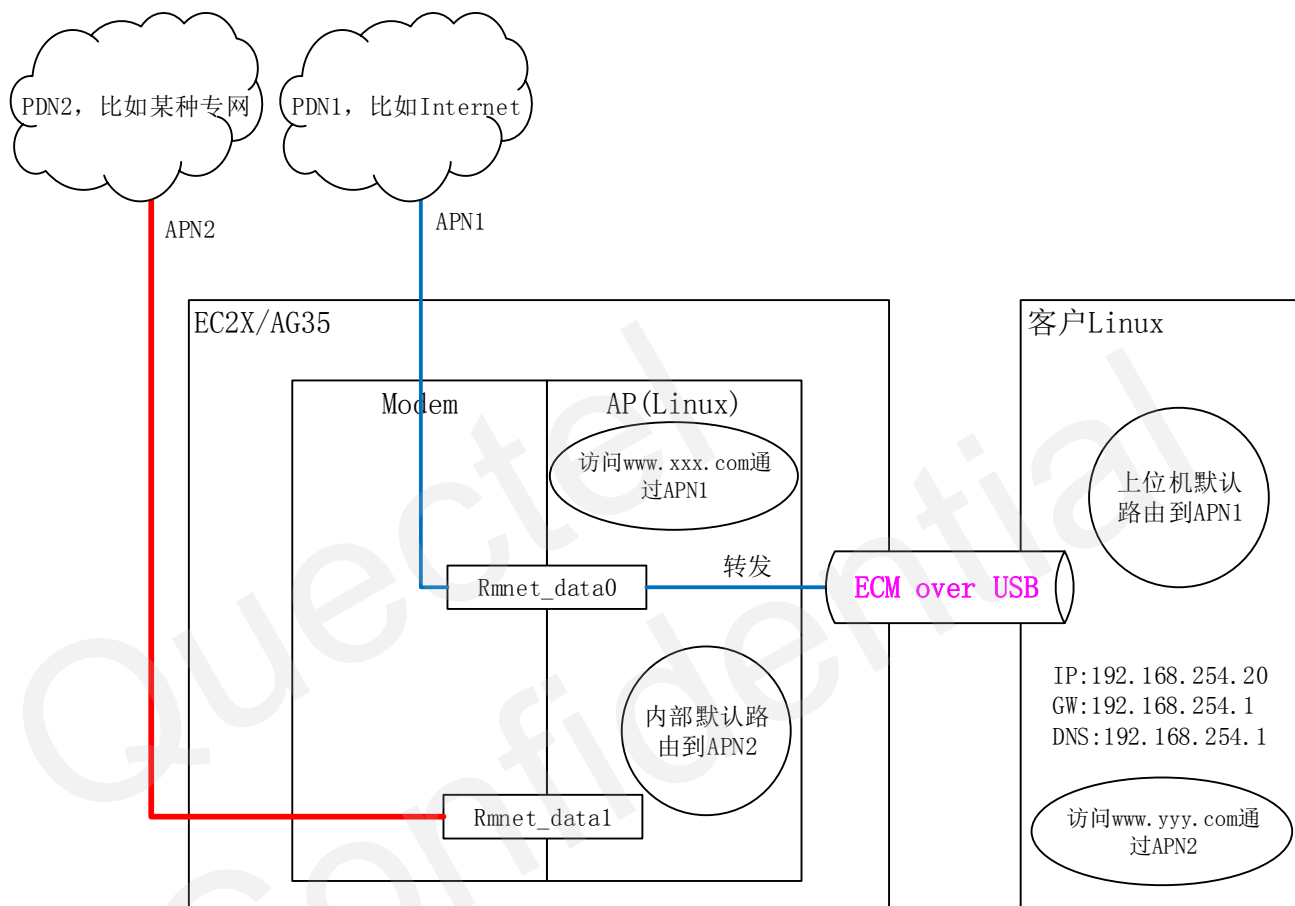 PDN2, 比如某种专网
PDN1, 比如Internet
APN2
APN1
EC2X/AG35
客户Linux
Modem
AP(Linux)
访问www.xxx.com通
过APN1
上位机默认
路由到APN1
转发
Rmnet_data0
ECM over USB
IP:192.168.254.20
GW:192.168.254.1
DNS:192.168.254.1
内部默认路
由到APN2
Rmnet_data1
访问www.yyy.com通
过APN2
Quectel
Confidential